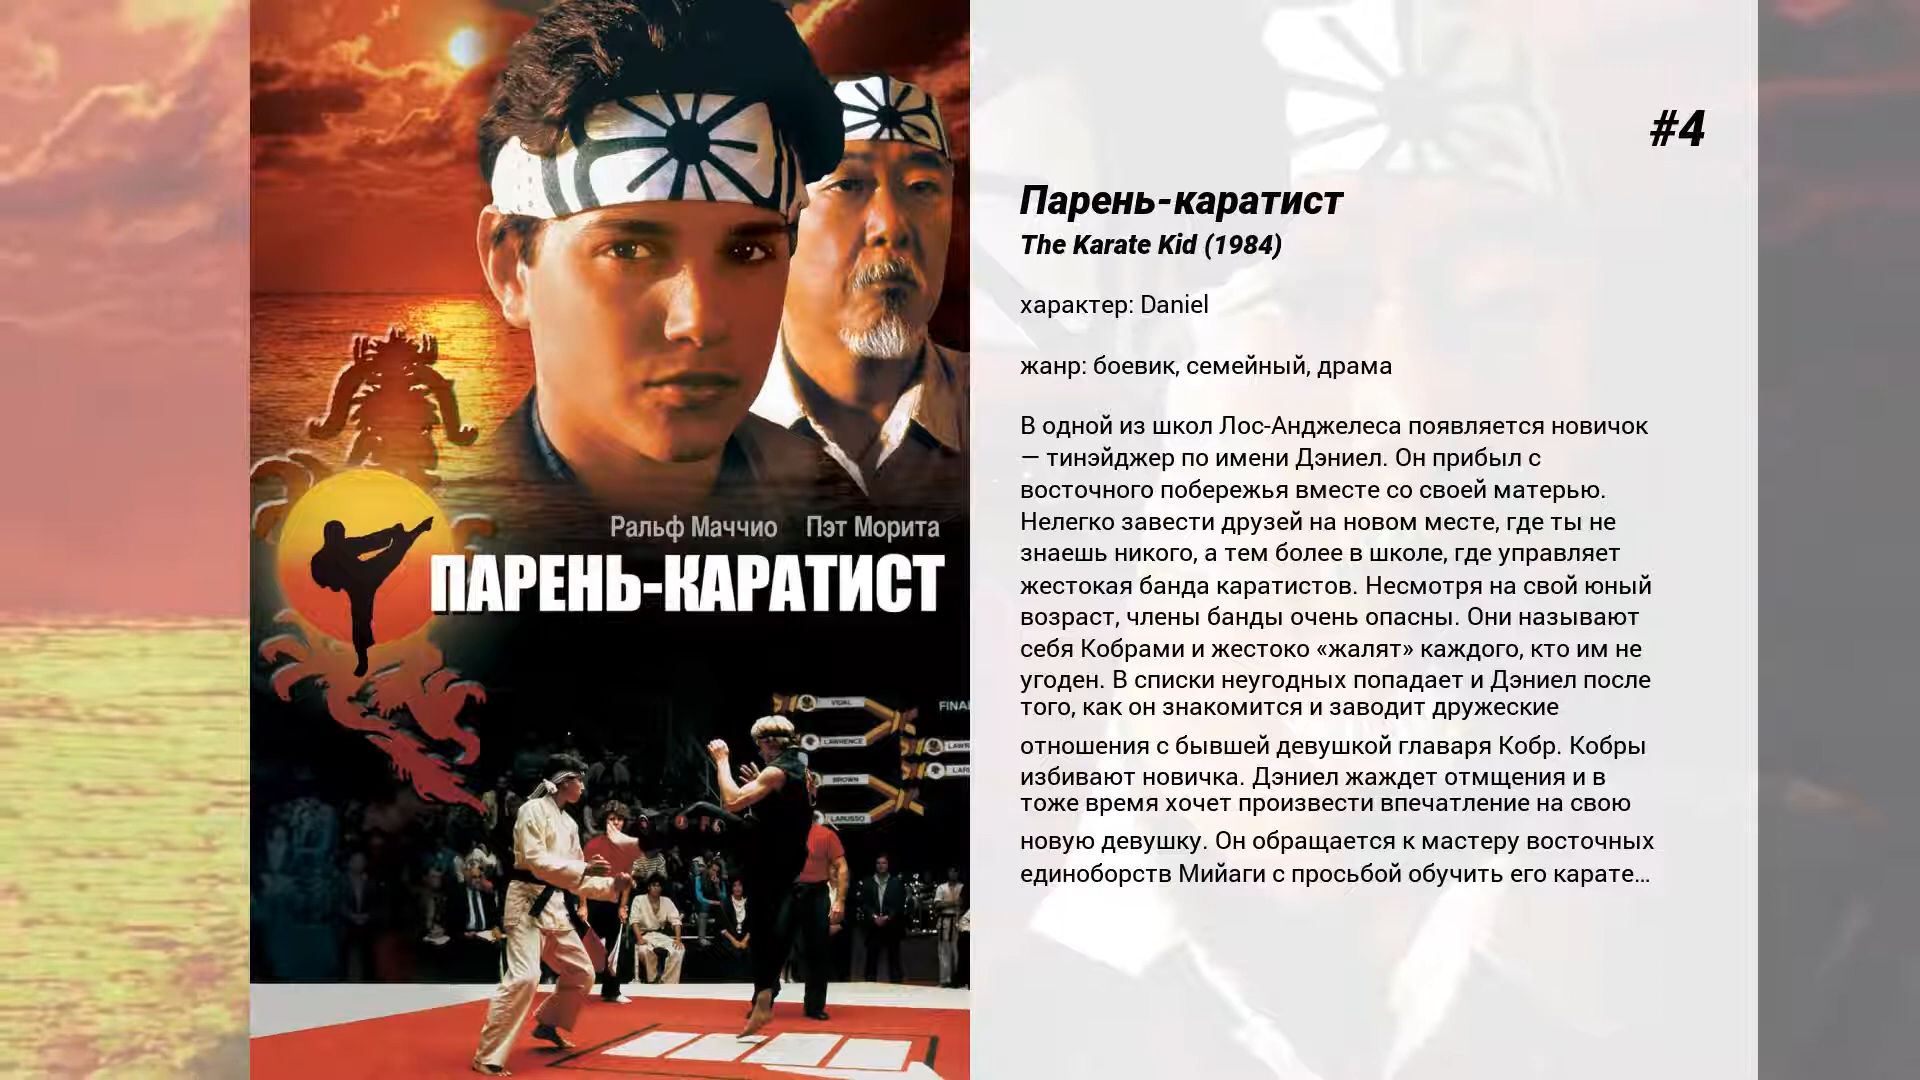 Ральф Маччио Пэт Морита
ПАРЕНЬ-КАРАТИСТ
VIDAL
FINAL
LAWRENCE
BROWN
LARUSSO
#4
Парень-каратист
The Karate Kid (1984)
характер: Daniel
жанр: боевик, семейный, драма
В одной из школ Лос-Анджелеса появляется новичок
— тинэйджер по имени Дэниел. Он прибыл с
восточного побережья вместе со своей матерью.
Нелегко завести друзей на новом месте, где ты не
знаешь никого, а тем более в школе, где управляет
жестокая банда каратистов. Несмотря на свой юный
возраст, члены банды очень опасны. Они называют
себя Кобрами и жестоко «жалят» каждого, кто им не
угоден. В списки неугодных попадает и Дэниел после
того, как он знакомится и заводит дружеские
отношения с бывшей девушкой главаря Кобр. Кобры
избивают новичка. Дэниел жаждет отмщения и в
тоже время хочет произвести впечатление на свою
новую девушку. Он обращается к мастеру восточных
единоборств Мийаги с просьбой обучить его карате…